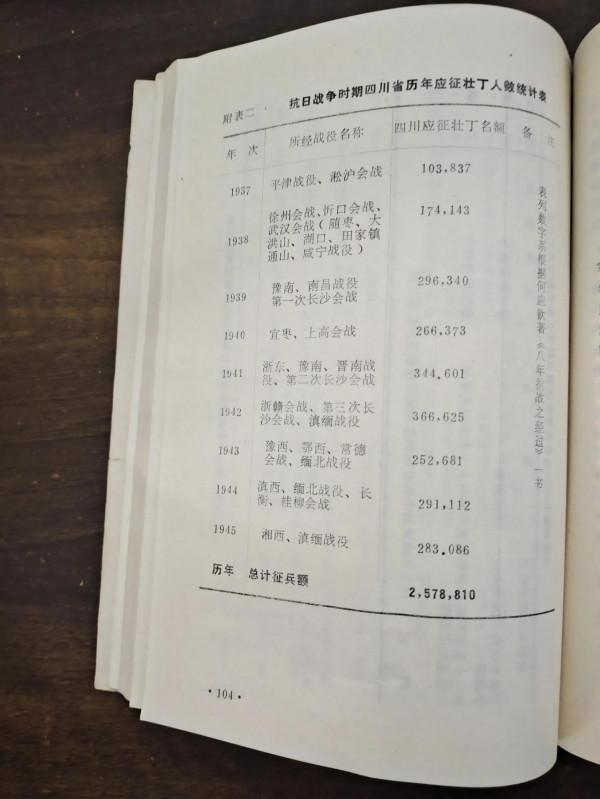 附表二 抗日战争时期四川省历年应征壮丁人数统计表
年 次 所经战役名称 四川应征壮丁名额 备 注
1937 平津战役、淞沪会战 103,837
徐州会战、忻口会战、
1938 大武汉会战(随枣、大 174,143
洪山、湖口、田家镇
通山、咸宁战役)
1939 豫南、南昌战役 296,340
第一次长沙会战
1940 宜枣、上高会战 266,373
1941 浙东、豫南、晋南战 344,601
役、第二次长沙会战
1942 浙赣会战、第三次长 366,625
沙会战、滇缅战役
1943 豫西、鄂西、常德 252,681
会战、缅北战役
1944 滇西、缅北战役、长 291,112
衡、桂柳会战
1945 湘西、滇缅战役 283.086
历年 总计征兵额 2,578,810
表列数字系根据何应钦著《八年抗战之经过》一书
·104·